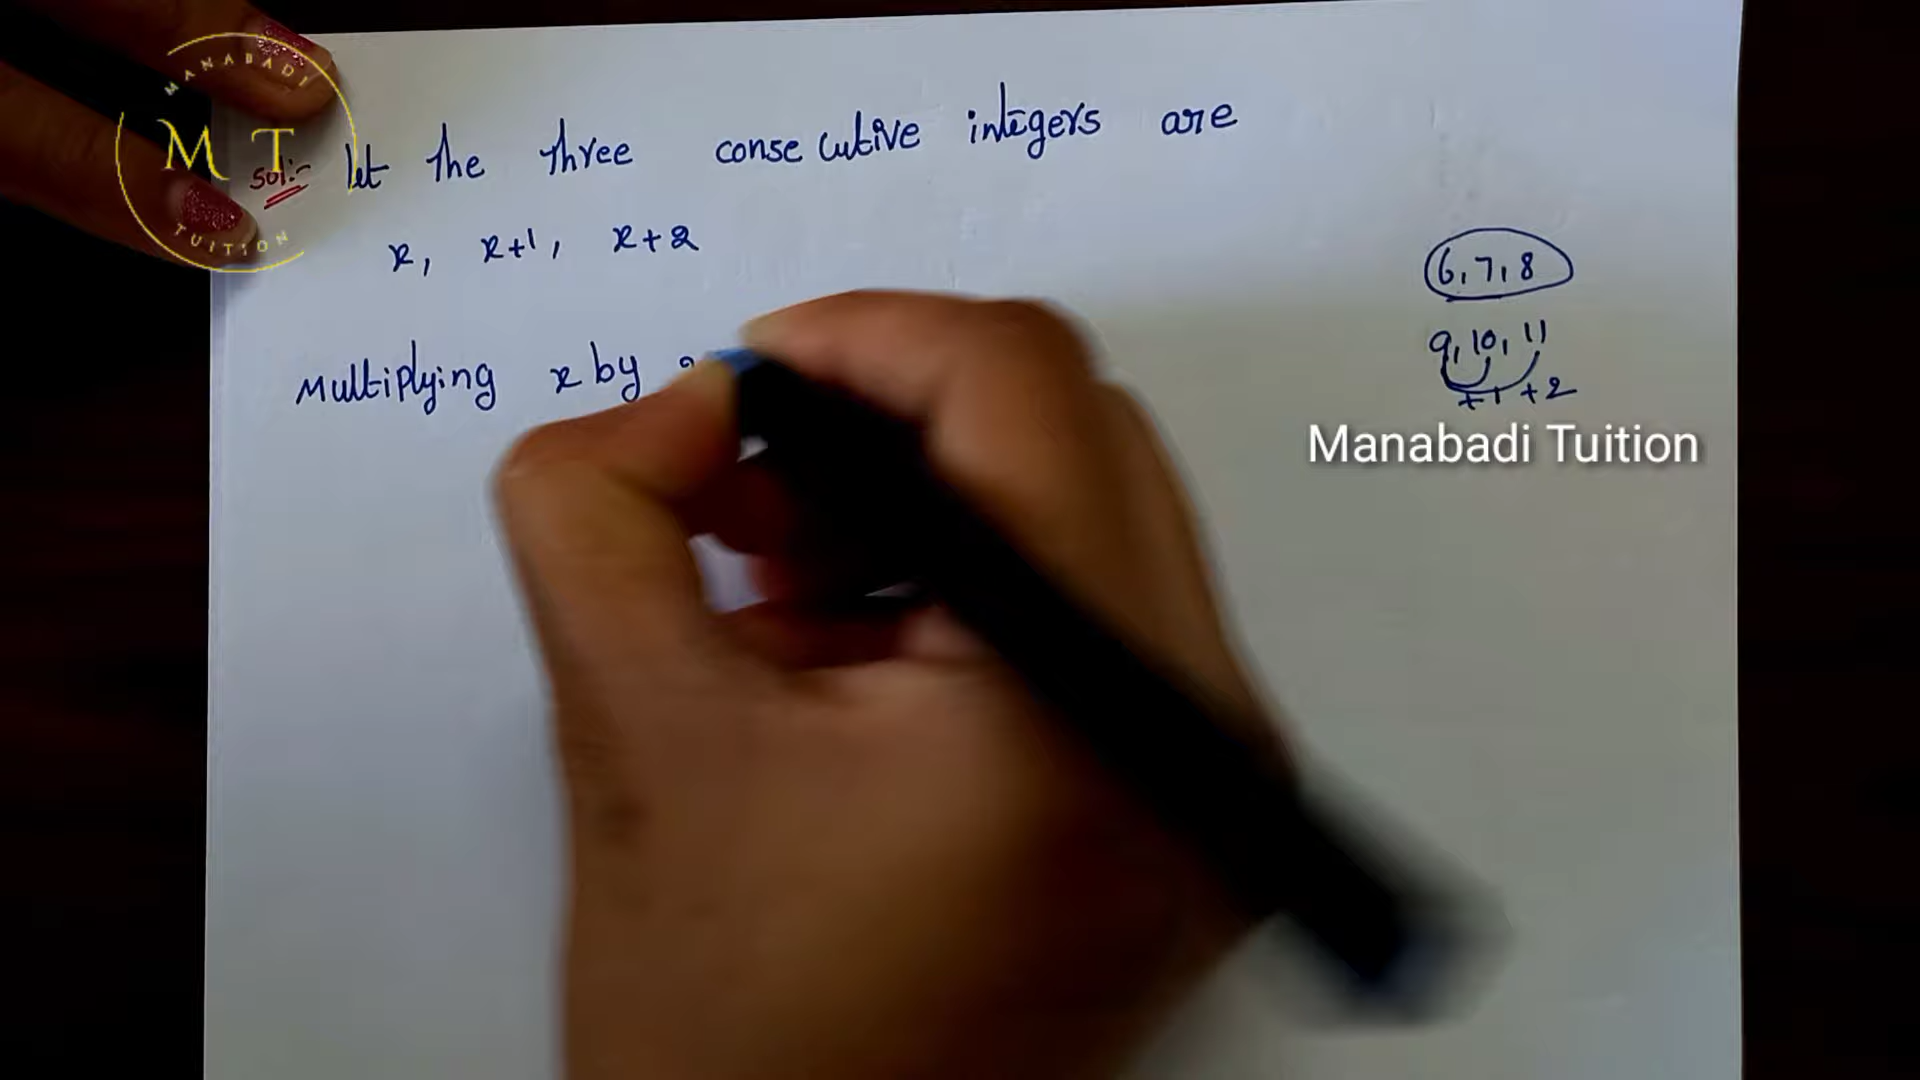 MANABADI
M T
TUITION
Sol:- let the three consecutive integers are
x, x+1, x+2
6, 7, 8
9, 10, 11
+1 +2
Multiplying x by
Manabadi Tuition